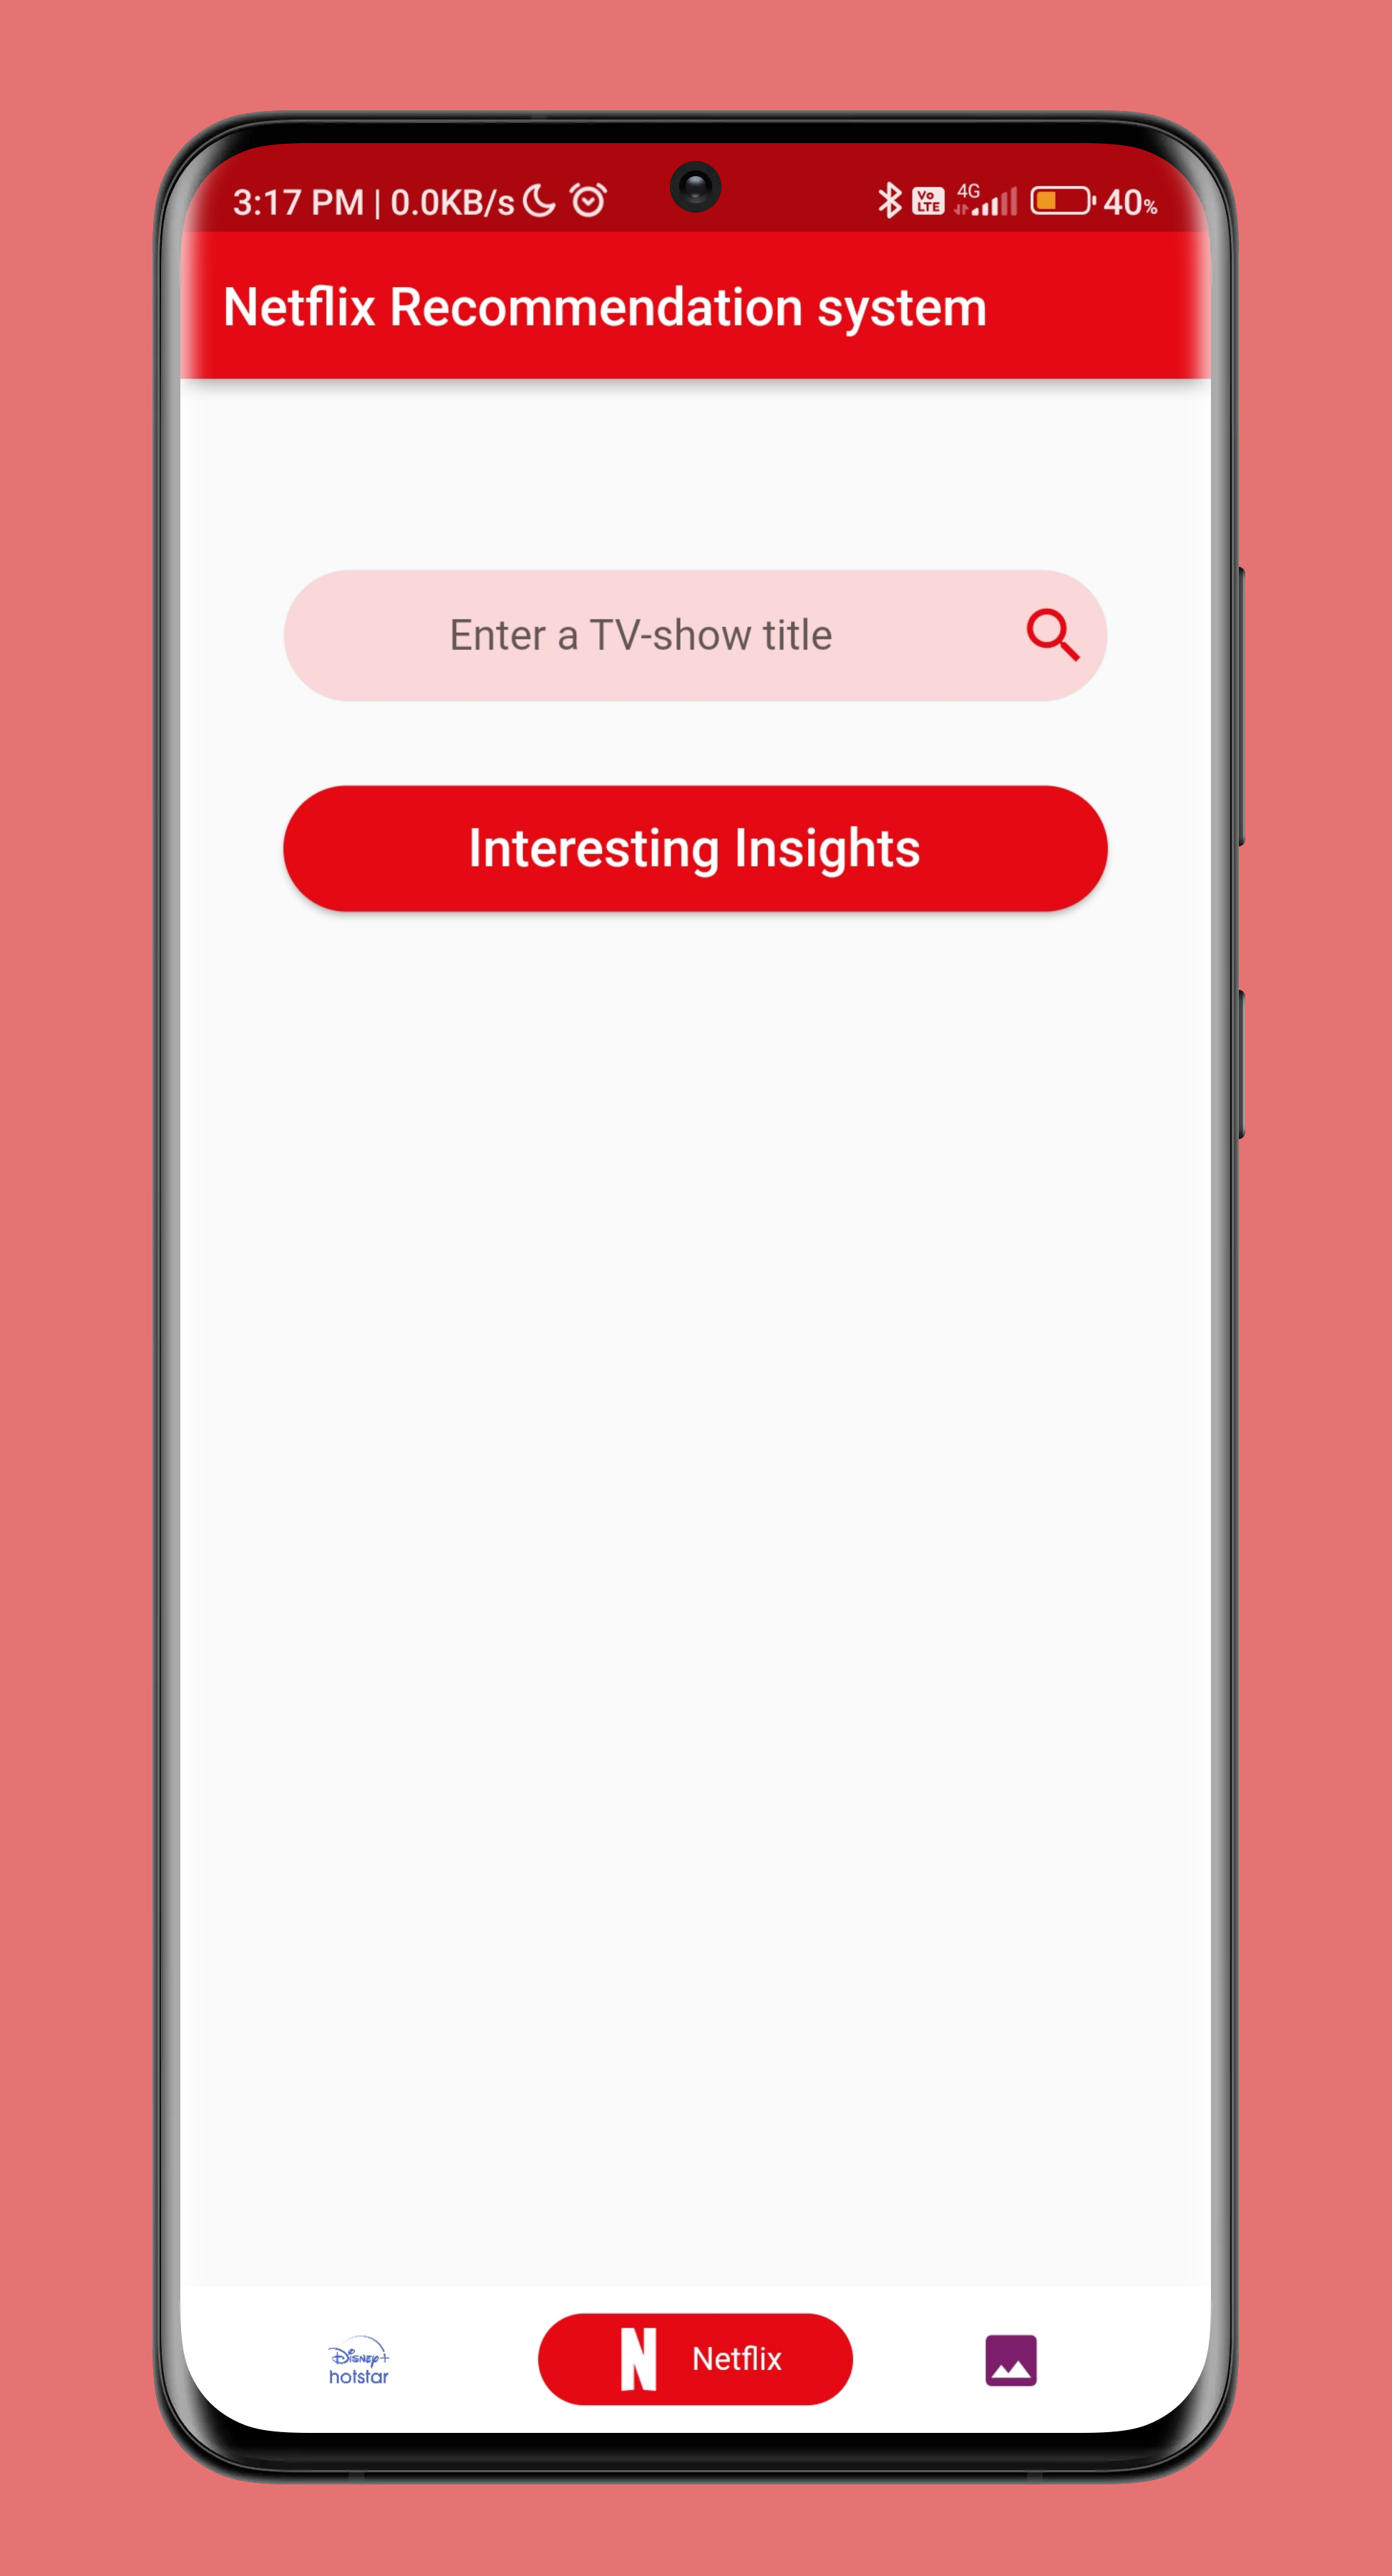 3:17 PM | 0.0KB/s Vo LTE 4G 40%
Netflix Recommendation system
Enter a TV-show title
Interesting Insights
Disney+
hotstar
N Netflix